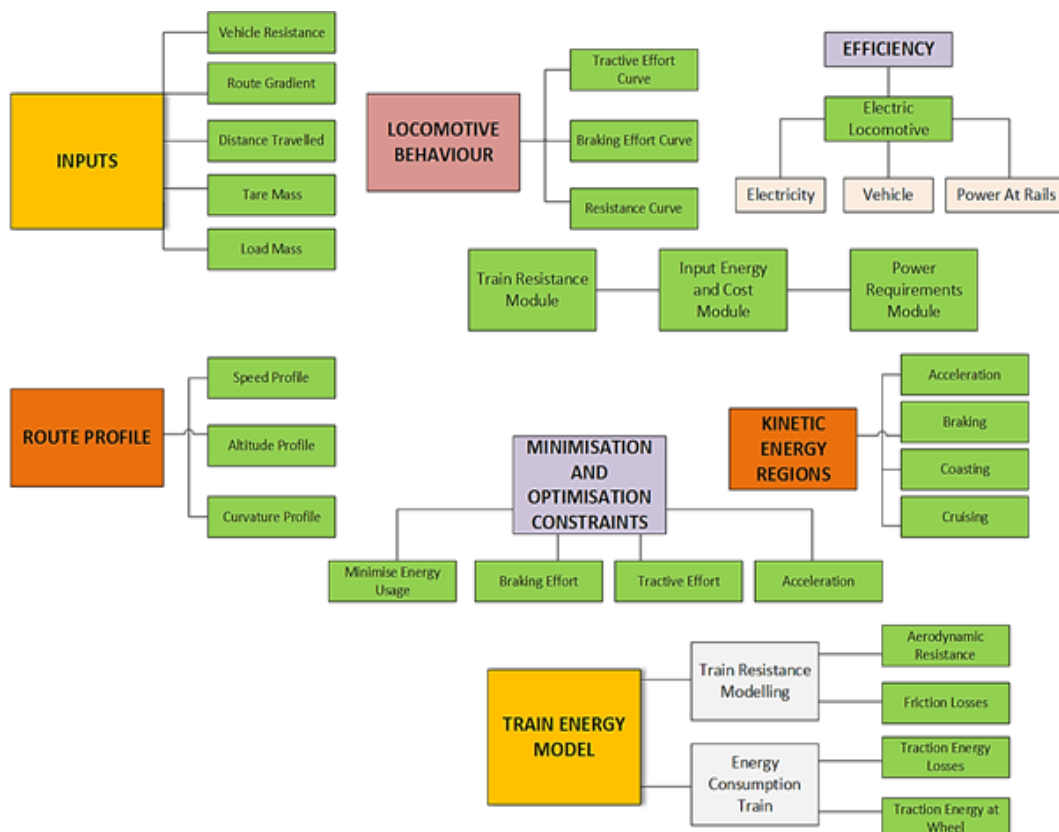 INPUTS
Vehicle Resistance
Route Gradient
Distance Travelled
Tare Mass
Load Mass
LOCOMOTIVE
BEHAVIOUR
Tractive Effort
Curve
Braking Effort Curve
Resistance Curve
EFFICIENCY
Electric
Locomotive
Electricity
Vehicle
Power At Rails
Train Resistance
Module
Input Energy
and Cost
Module
Power
Requirements
Module
ROUTE PROFILE
Speed Profile
Altitude Profile
Curvature Profile
MINIMISATION
AND
OPTIMISATION
CONSTRAINTS
Minimise Energy
Usage
Braking Effort
Tractive Effort
Acceleration
KINETIC
ENERGY
REGIONS
Acceleration
Braking
Coasting
Cruising
TRAIN ENERGY
MODEL
Train Resistance
Modelling
Aerodynamic
Resistance
Friction Losses
Energy
Consumption
Train
Traction Energy
Losses
Traction Energy at
Wheel